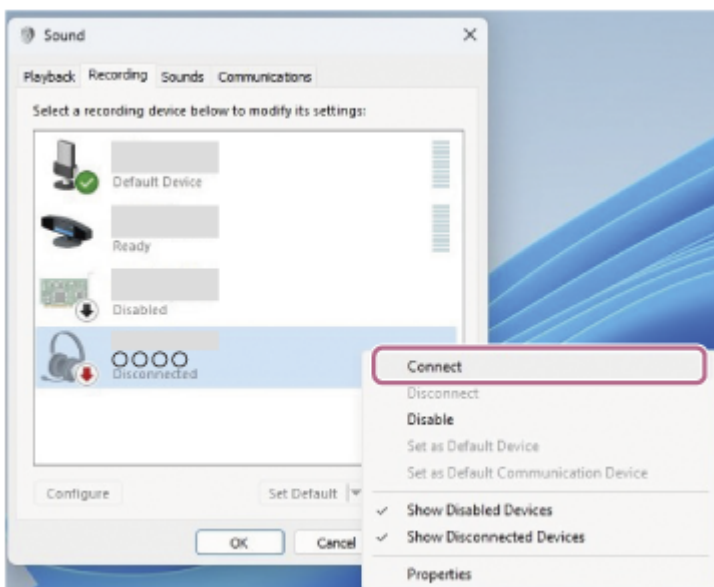 Sound
Playback Recording Sounds Communications
Select a recording device below to modify its settings:
Default Device
Ready
Disabled
OOOO
Disconnected
Configure Set Default
OK Cancel
Connect
Disconnect
Disable
Set as Default Device
Set as Default Communication Device
Show Disabled Devices
Show Disconnected Devices
Properties